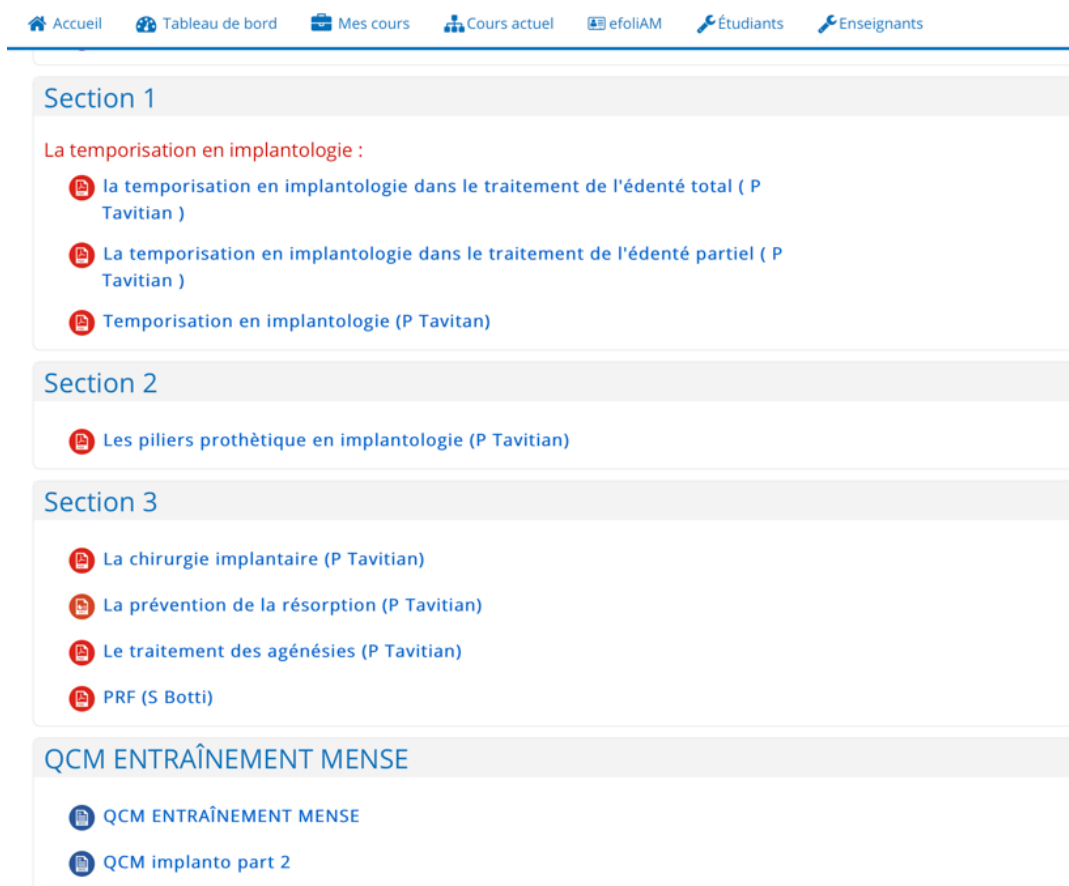 Accueil Tableau de bord Mes cours Cours actuel efoliAM Étudiants Enseignants
Section 1
La temporisation en implantologie :
la temporisation en implantologie dans le traitement de l'édenté total ( P
Tavitian )
La temporisation en implantologie dans le traitement de l'édenté partiel ( P
Tavitian )
Temporisation en implantologie (P Tavitan)
Section 2
Les piliers prothètique en implantologie (P Tavitian)
Section 3
La chirurgie implantaire (P Tavitian)
La prévention de la résorption (P Tavitian)
Le traitement des agénésies (P Tavitian)
PRF (S Botti)
QCM ENTRAÎNEMENT MENSE
QCM ENTRAÎNEMENT MENSE
QCM implanto part 2